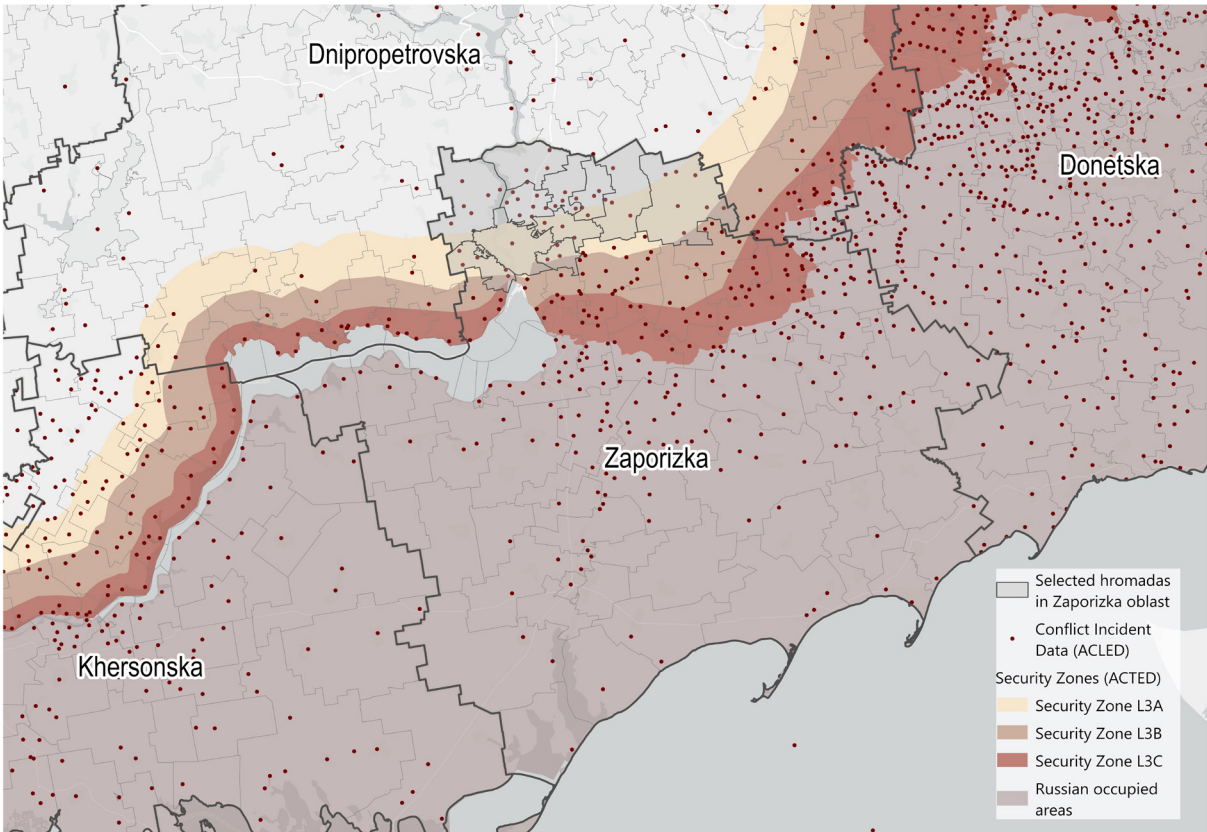 Dnipropetrovska
Donetska
Zaporizka
Khersonska
Selected hromadas
in Zaporizka oblast
Conflict Incident
Data (ACLED)
Security Zones (ACTED)
Security Zone L3A
Security Zone L3B
Security Zone L3C
Russian occupied
areas